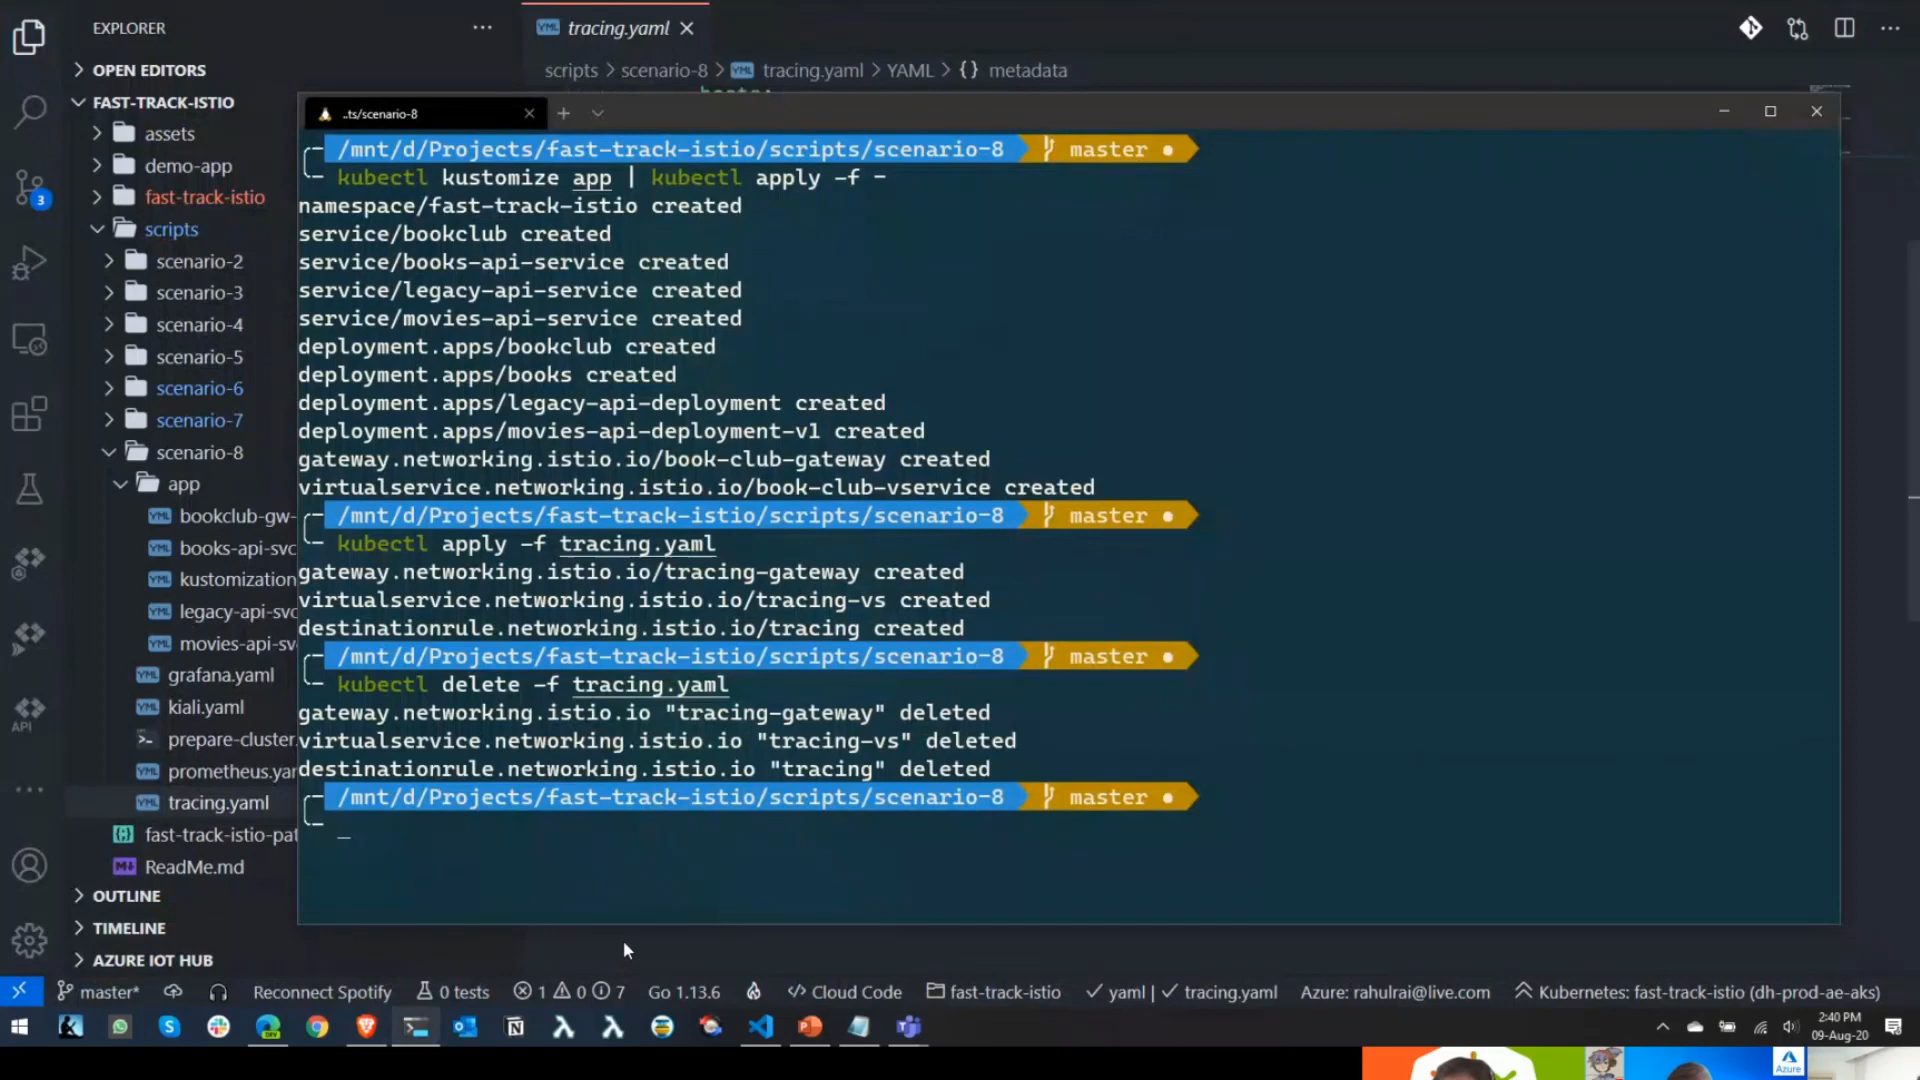 EXPLORER
tracing.yaml
OPEN EDITORS
scripts > scenario-8 > tracing.yaml > YAML > {} metadata
FAST-TRACK-ISTIO
assets
demo-app
fast-track-istio
scripts
scenario-2
scenario-3
scenario-4
scenario-5
scenario-6
scenario-7
scenario-8
app
bookclub-gw-
books-api-svc
kustomization
legacy-api-svc
movies-api-sv
grafana.yaml
kiali.yaml
prepare-cluster.
prometheus.yam
tracing.yaml
fast-track-istio-pat
ReadMe.md
OUTLINE
TIMELINE
AZURE IOT HUB
3
API
..ts/scenario-8
/mnt/d/Projects/fast-track-istio/scripts/scenario-8 master ●
kubectl kustomize app | kubectl apply -f -
namespace/fast-track-istio created
service/bookclub created
service/books-api-service created
service/legacy-api-service created
service/movies-api-service created
deployment.apps/bookclub created
deployment.apps/books created
deployment.apps/legacy-api-deployment created
deployment.apps/movies-api-deployment-v1 created
gateway.networking.istio.io/book-club-gateway created
virtualservice.networking.istio.io/book-club-vservice created
/mnt/d/Projects/fast-track-istio/scripts/scenario-8 master ●
kubectl apply -f tracing.yaml
gateway.networking.istio.io/tracing-gateway created
virtualservice.networking.istio.io/tracing-vs created
destinationrule.networking.istio.io/tracing created
/mnt/d/Projects/fast-track-istio/scripts/scenario-8 master ●
kubectl delete -f tracing.yaml
gateway.networking.istio.io "tracing-gateway" deleted
virtualservice.networking.istio.io "tracing-vs" deleted
destinationrule.networking.istio.io "tracing" deleted
/mnt/d/Projects/fast-track-istio/scripts/scenario-8 master ●
master* Reconnect Spotify 0 tests 1 0 7 Go 1.13.6 Cloud Code fast-track-istio yaml | tracing.yaml Azure: rahulrai@live.com Kubernetes: fast-track-istio (dh-prod-ae-aks)
2:40 PM
09-Aug-20
Azure